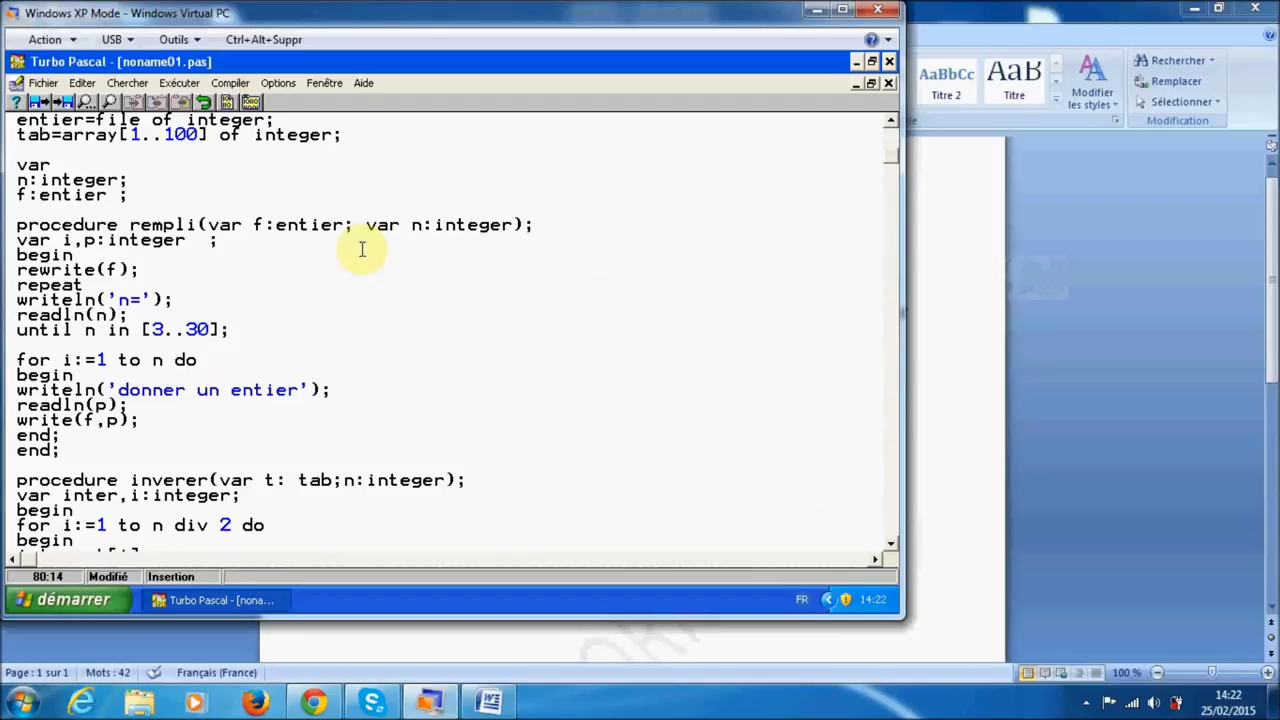 Windows XP Mode - Windows Virtual PC
Action USB Outils Ctrl+Alt+Suppr
Turbo Pascal - [noname01.pas]
Fichier Editer Chercher Exécuter Compiler Options Fenêtre Aide
entier=file of integer;
tab=array[1..100] of integer;
var
n:integer;
f:entier ;
procedure rempli(var f:entier; var n:integer);
var i,p:integer  ;
begin
rewrite(f);
repeat
writeln('n=');
readln(n);
until n in [3..30];
for i:=1 to n do
begin
writeln('donner un entier');
readln(p);
write(f,p);
end;
end;
procedure inverer(var t: tab;n:integer);
var inter,i:integer;
begin
for i:=1 to n div 2 do
begin
80:14 Modifié Insertion
démarrer Turbo Pascal - [nona... FR 14:22
AaBbCc AaB
Titre 2 Titre
Modifier
les styles
Rechercher
Remplacer
Sélectionner
Modification
Page : 1 sur 1 Mots : 42 Français (France) 100 %
14:22
25/02/2015